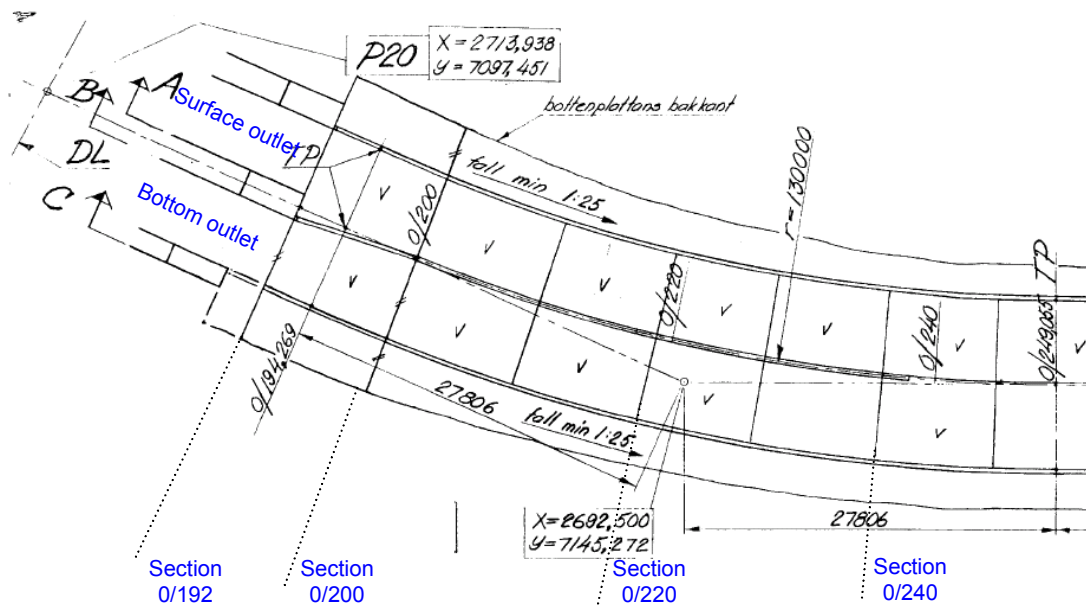 P20
X=2713,938
Y=7097,451
bottenplattans bakkant
B
A
Surface outlet
TP
DL
fall min 1:25
C
Bottom outlet
0/200
r=130000
0/220
0/240
TP
0/249,055
0/194,269
27806
fall min 1:25
X=2692,500
Y=7145,272
27806
Section
0/192
Section
0/200
Section
0/220
Section
0/240
v
v
v
v
v
v
v
v
v
v
v
v
v